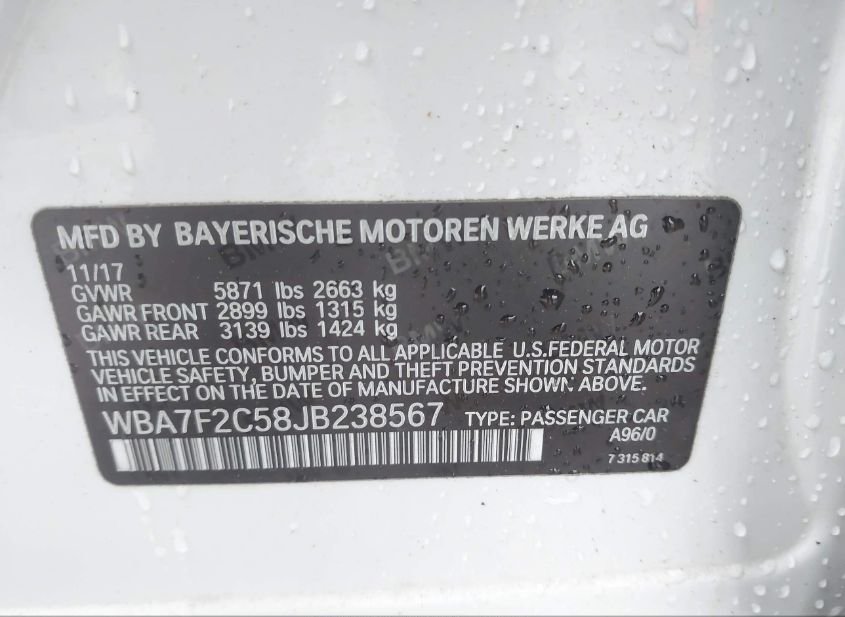 MFD BY BAYERISCHE MOTOREN WERKE AG
11/17
GVWR 5871 lbs 2663 kg
GAWR FRONT 2899 lbs 1315 kg
GAWR REAR 3139 lbs 1424 kg
THIS VEHICLE CONFORMS TO ALL APPLICABLE U.S.FEDERAL MOTOR
VEHICLE SAFETY, BUMPER AND THEFT PREVENTION STANDARDS
IN EFFECT ON THE DATE OF MANUFACTURE SHOWN ABOVE.
WBA7F2C58JB238567 TYPE: PASSENGER CAR
A96/0
7 315 814